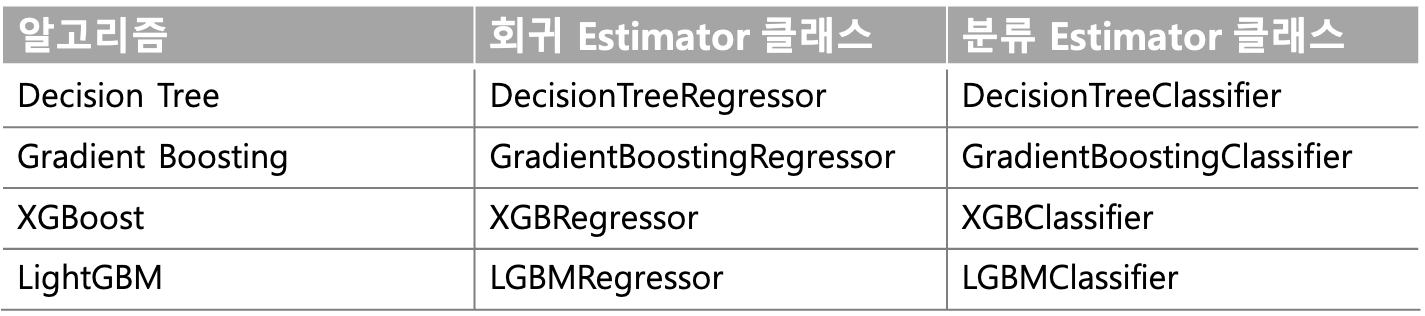 알고리즘 회귀 Estimator 클래스 분류 Estimator 클래스
Decision Tree DecisionTreeRegressor DecisionTreeClassifier
Gradient Boosting GradientBoostingRegressor GradientBoostingClassifier
XGBoost XGBRegressor XGBClassifier
LightGBM LGBMRegressor LGBMClassifier